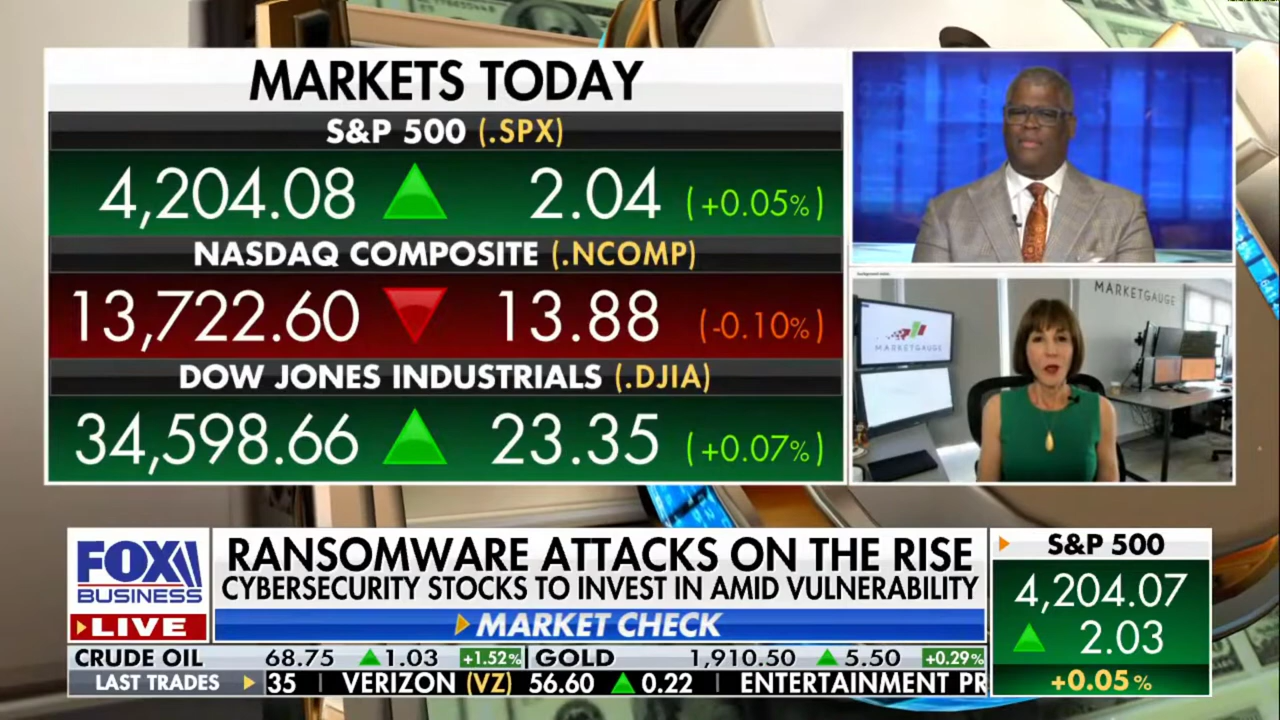 MARKETS TODAY
S&P 500 (.SPX)
4,204.08 ▲ 2.04 (+0.05%)
NASDAQ COMPOSITE (.NCOMP)
13,722.60 ▼ 13.88 (-0.10%)
DOW JONES INDUSTRIALS (.DJIA)
34,598.66 ▲ 23.35 (+0.07%)
MARKETGAUGE
MARKETGAUGE
FOX
BUSINESS
LIVE
RANSOMWARE ATTACKS ON THE RISE
CYBERSECURITY STOCKS TO INVEST IN AMID VULNERABILITY
MARKET CHECK
S&P 500
4,204.07
▲ 2.03
+0.05%
CRUDE OIL 68.75 ▲1.03 +1.52% GOLD 1,910.50 ▲ 5.50 +0.29%
LAST TRADES 35 | VERIZON (VZ) 56.60 ▲ 0.22 | ENTERTAINMENT PR